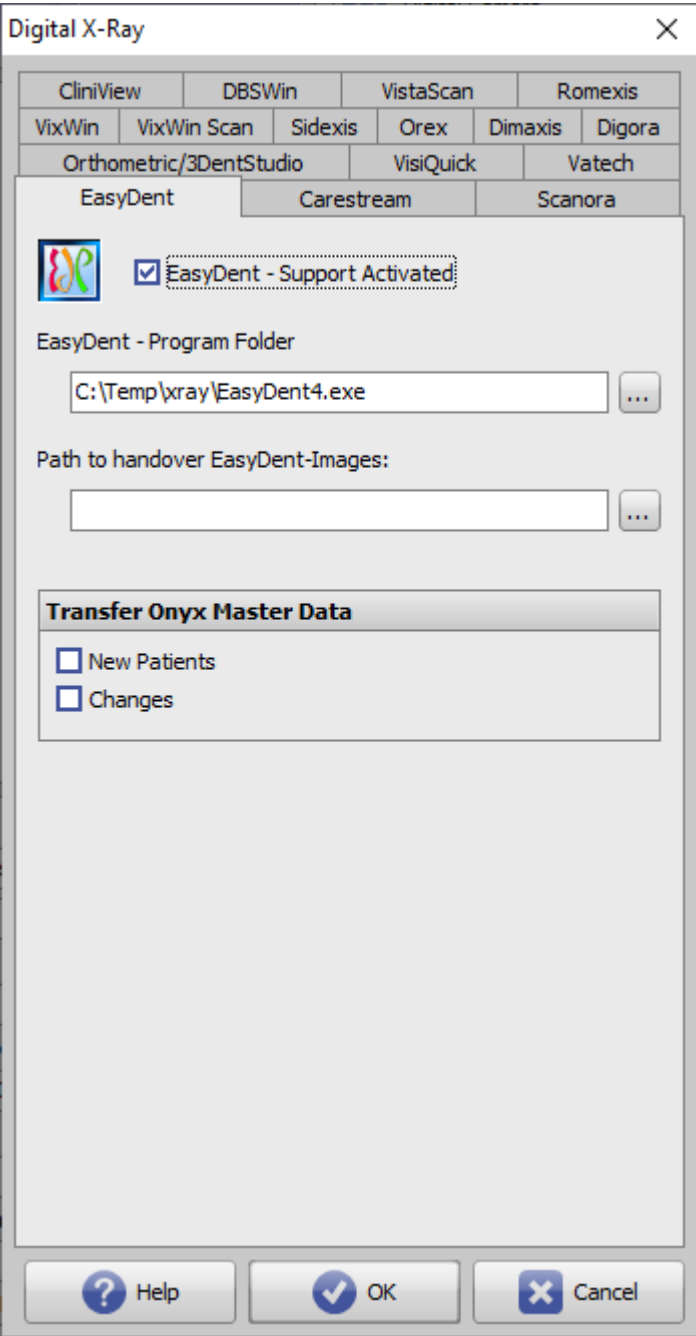 Digital X-Ray
CliniView DBSWin VistaScan Romexis
VixWin VixWin Scan Sidexis Orex Dimaxis Digora
Orthometric/3DentStudio VisiQuick Vatech
EasyDent Carestream Scanora
EasyDent - Support Activated
EasyDent - Program Folder
C:\Temp\xray\EasyDent4.exe
...
Path to handover EasyDent-Images:
...
Transfer Onyx Master Data
New Patients
Changes
Help OK Cancel